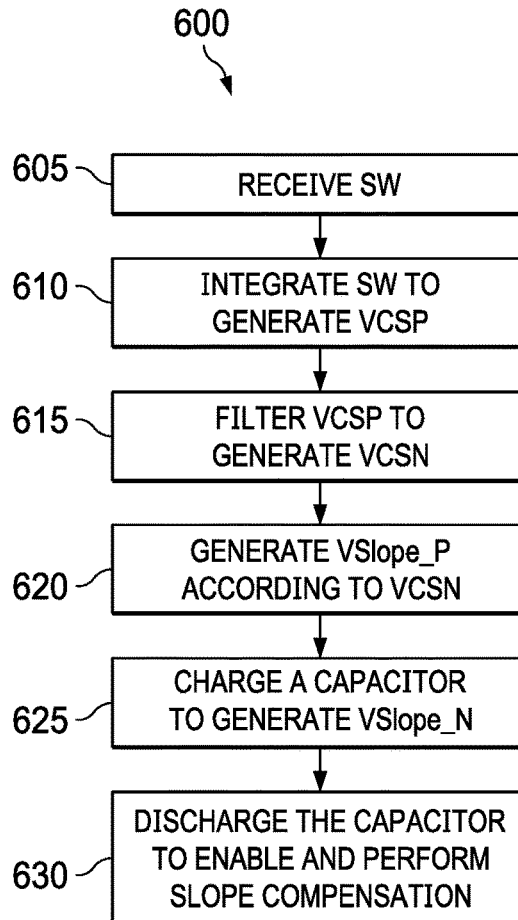 600
605
RECEIVE SW
610
INTEGRATE SW TO
GENERATE VCSP
615
FILTER VCSP TO
GENERATE VCSN
620
GENERATE VSlope_P
ACCORDING TO VCSN
625
CHARGE A CAPACITOR
TO GENERATE VSlope_N
630
DISCHARGE THE CAPACITOR
TO ENABLE AND PERFORM
SLOPE COMPENSATION